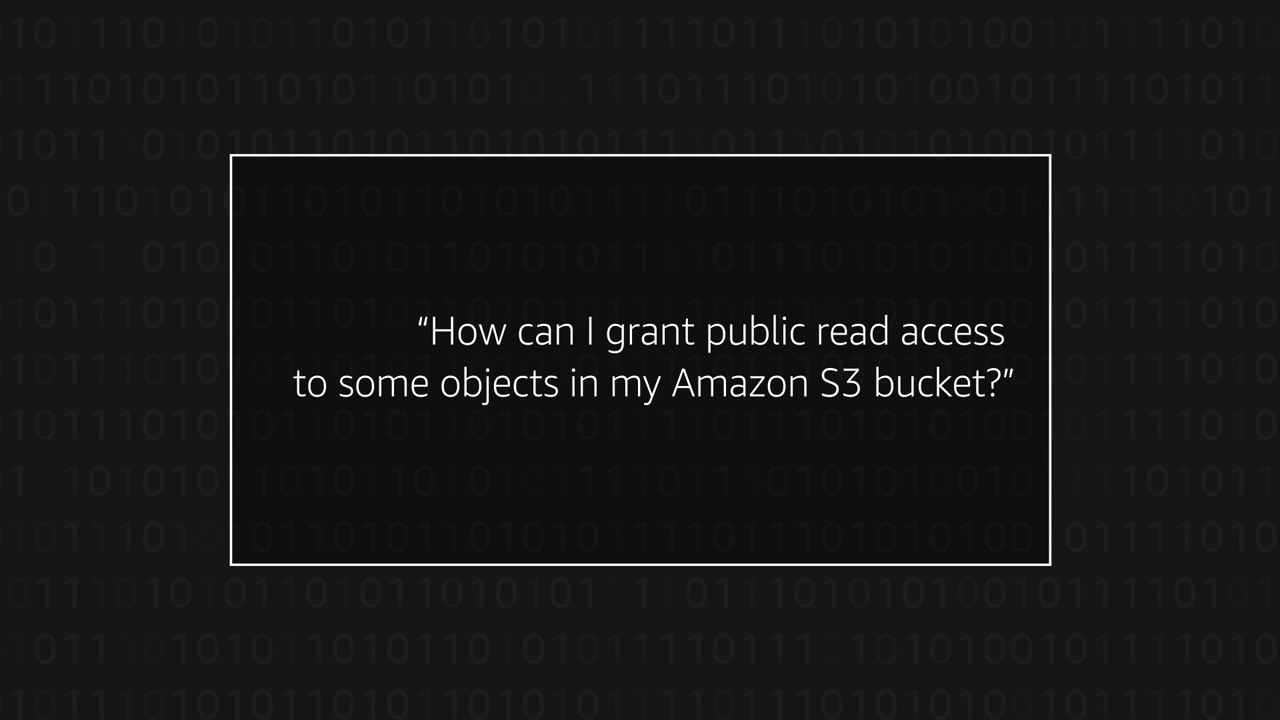 “How can I grant public read access
to some objects in my Amazon S3 bucket?”